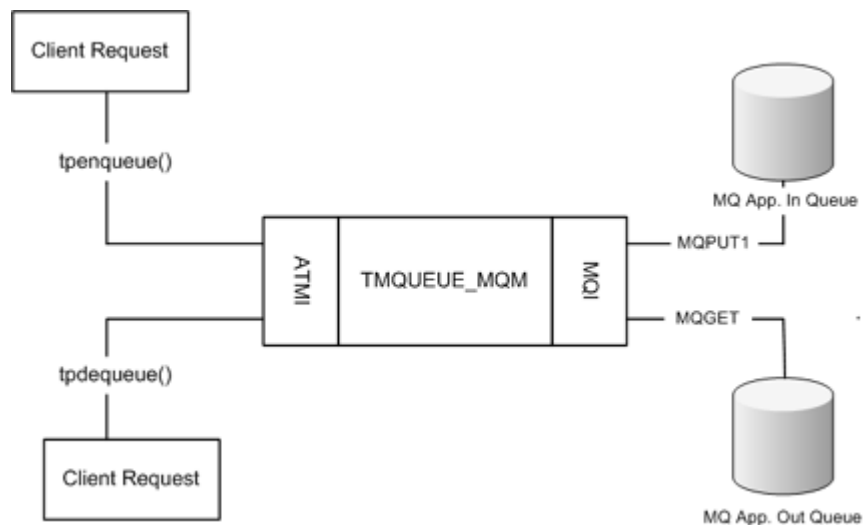 Client Request
tpenqueue()
MQ App. In Queue
ATMI
TMQUEUE_MQM
MQI
MQPUT1
MQGET
tpdequeue()
Client Request
MQ App. Out Queue